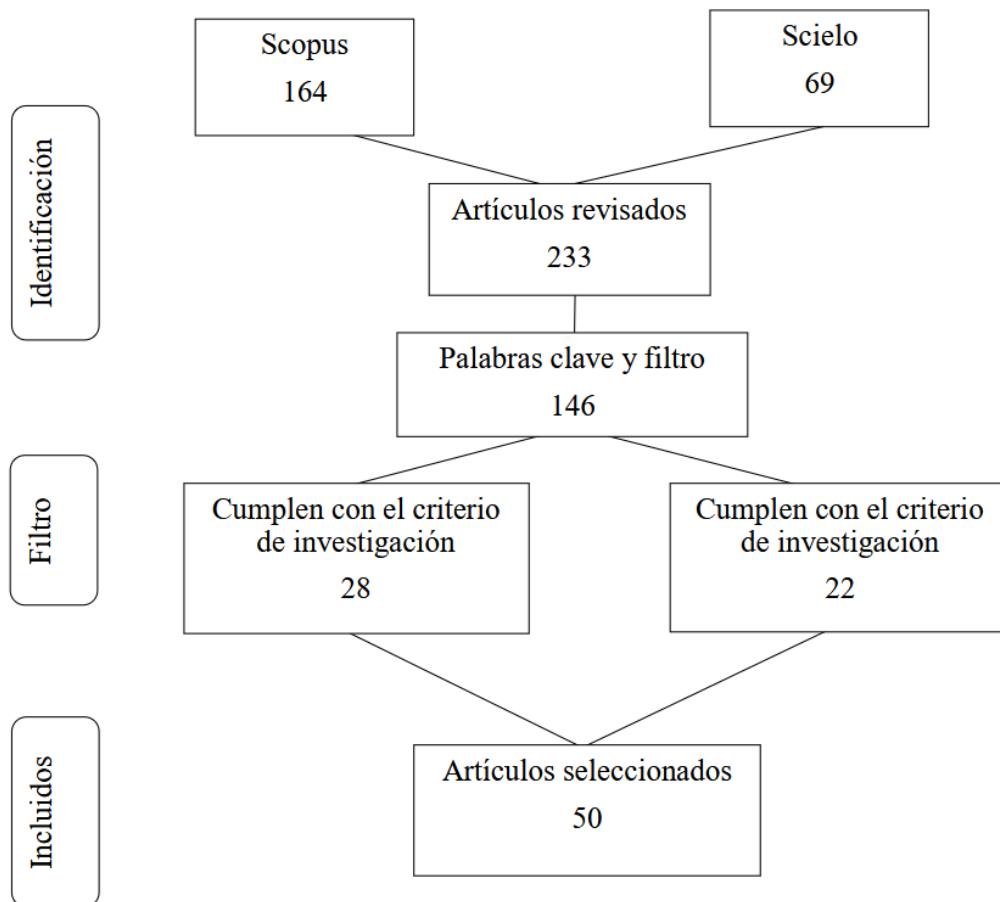 Scopus
164
Scielo
69
Identificación
Artículos revisados
233
Palabras clave y filtro
146
Filtro
Cumplen con el criterio
de investigación
28
Cumplen con el criterio
de investigación
22
Incluidos
Artículos seleccionados
50